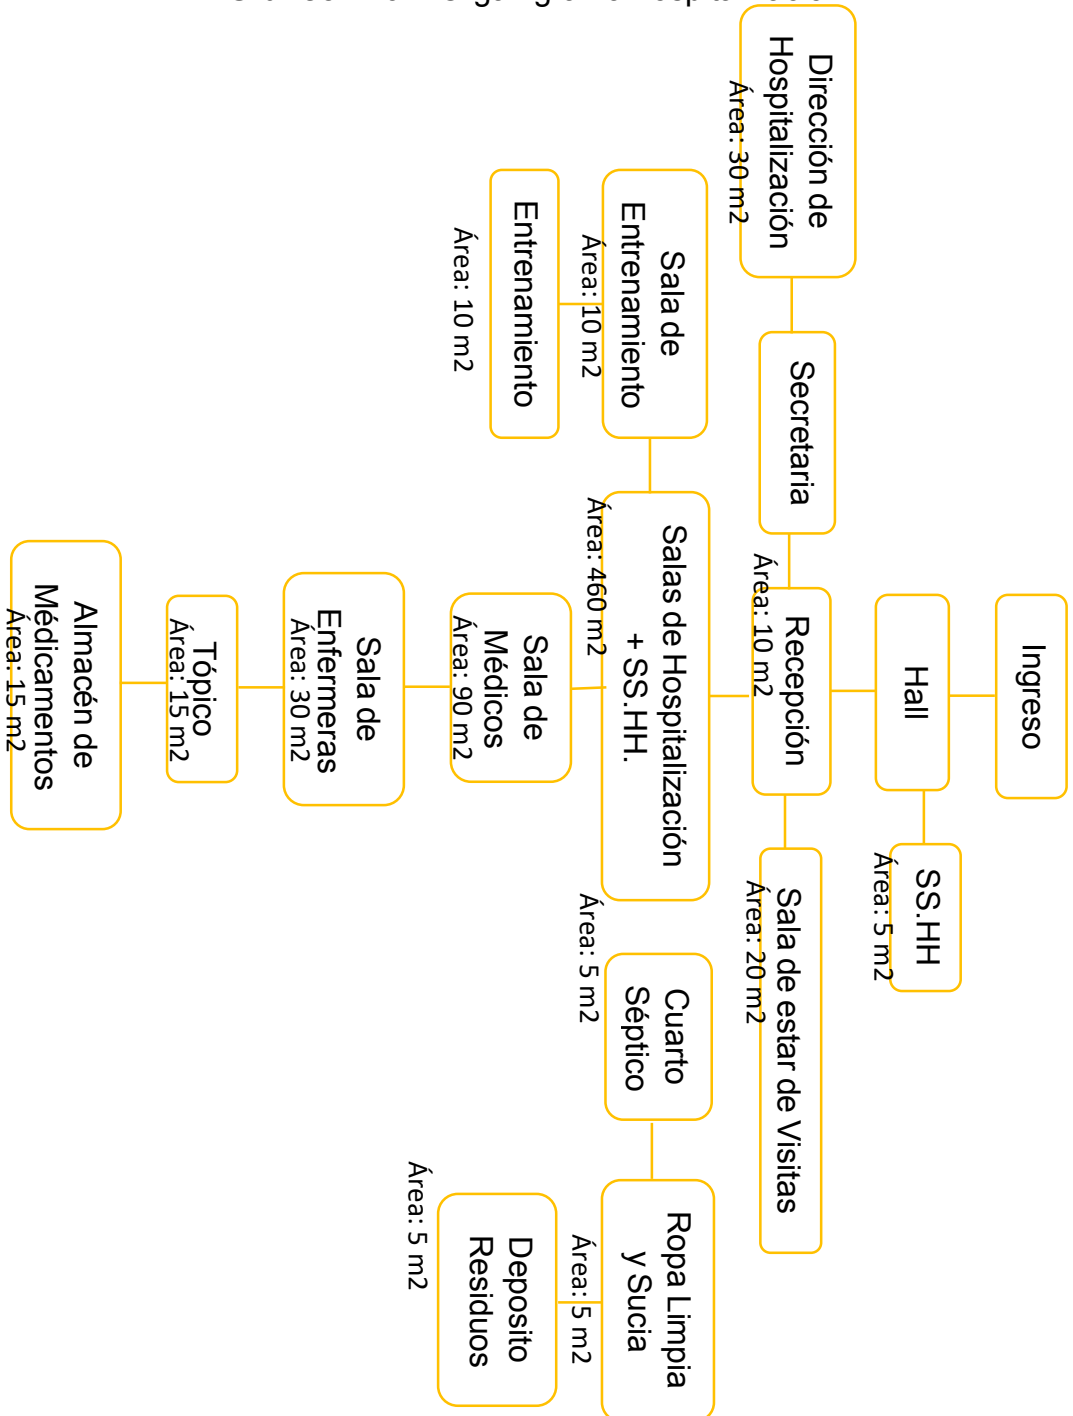 Ingreso
Hall
SS.HH
Área: 5 m2
Dirección de
Hospitalización
Área: 30 m2
Secretaria
Recepción
Área: 10 m2
Sala de estar de Visitas
Área: 20 m2
Sala de
Entrenamiento
Área: 10 m2
Salas de Hospitalización
+ SS.HH.
Área: 460 m2
Cuarto
Séptico
Área: 5 m2
Ropa Limpia
y Sucia
Área: 5 m2
Entrenamiento
Área: 10 m2
Sala de
Médicos
Área: 90 m2
Deposito
Residuos
Área: 5 m2
Sala de
Enfermeras
Área: 30 m2
Tópico
Área: 15 m2
Almacén de
Médicamentos
Área: 15 m2